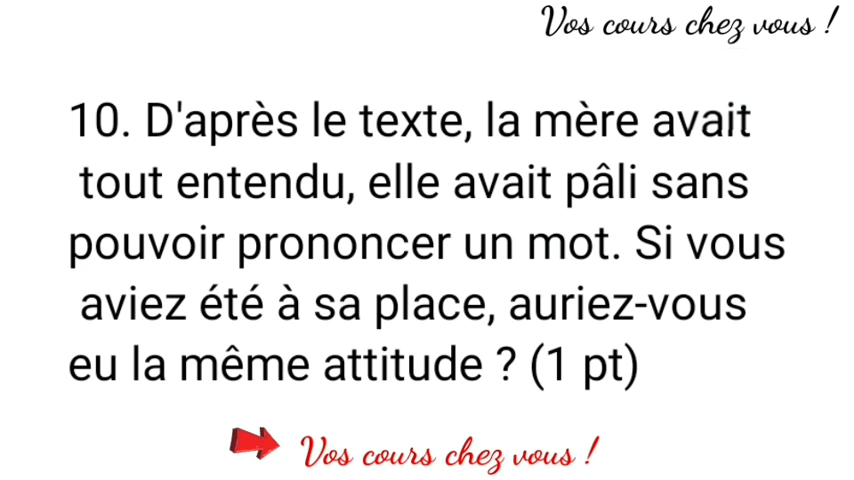 Vos cours chez vous !
10. D'après le texte, la mère avait
tout entendu, elle avait pâli sans
pouvoir prononcer un mot. Si vous
aviez été à sa place, auriez-vous
eu la même attitude ? (1 pt)
Vos cours chez vous !